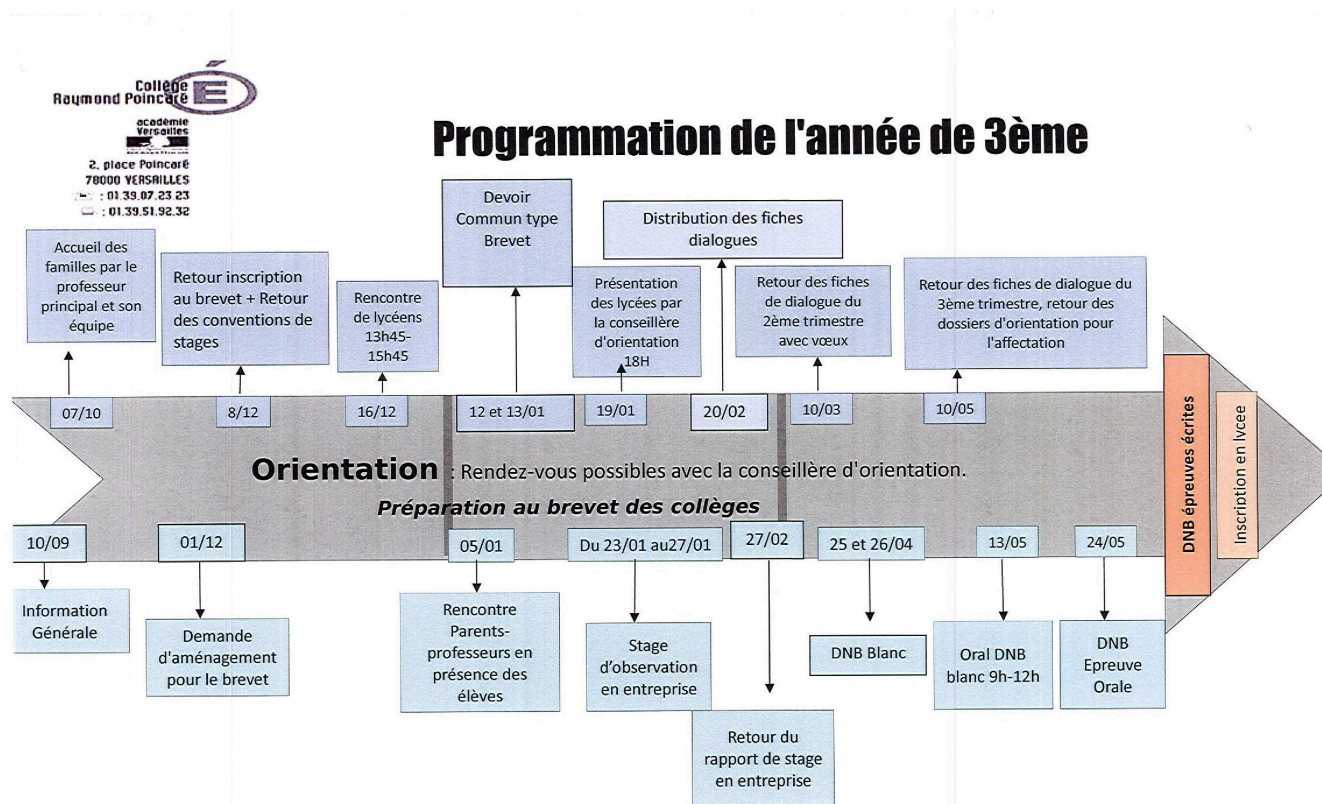 Collège
Raymond Poincaré
É
académie
Versailles
2, place Poincaré
78000 VERSAILLES
: 01.39.07.23.23
: 01.39.51.92.32
Programmation de l'année de 3ème
Accueil des
familles par le
professeur
principal et son
équipe
Retour inscription
au brevet + Retour
des conventions de
stages
Rencontre
de lycéens
13h45-
15h45
Devoir
Commun type
Brevet
Présentation
des lycées par
la conseillère
d'orientation
18H
Distribution des fiches
dialogues
Retour des fiches
de dialogue du
2ème trimestre
avec vœux
Retour des fiches de dialogue du
3ème trimestre, retour des
dossiers d'orientation pour
l'affectation
07/10
8/12
16/12
12 et 13/01
19/01
20/02
10/03
10/05
Orientation : Rendez-vous possibles avec la conseillère d'orientation.
Préparation au brevet des collèges
DNB épreuves écrites
Inscription en lycee
10/09
01/12
05/01
Du 23/01 au27/01
27/02
25 et 26/04
13/05
24/05
Information
Générale
Demande
d'aménagement
pour le brevet
Rencontre
Parents-
professeurs en
présence des
élèves
Stage
d'observation
en entreprise
Retour du
rapport de stage
en entreprise
DNB Blanc
Oral DNB
blanc 9h-12h
DNB
Epreuve
Orale